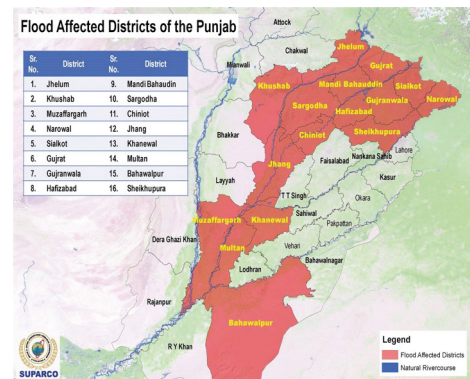 Flood Affected Districts of the Punjab
Sr. No. District Sr. No. District
1. Jhelum 9. Mandi Bahaudin
2. Khushab 10. Sargodha
3. Muzaffargarh 11. Chiniot
4. Narowal 12. Jhang
5. Sialkot 13. Khanewal
6. Gujrat 14. Multan
7. Gujranwala 15. Bahawalpur
8. Hafizabad 16. Sheikhupura
Attock
Chakwal
Jhelum
Mianwali
Gujrat
Khushab
Mandi Bahauddin
Sialkot
Sargodha
Gujranwala
Narowal
Hafizabad
Bhakkar
Chiniot
Sheikhupura
Lahore
Jhang
Faisalabad
Nankana Sahib
Kasur
Layyah
T T Singh
Okara
Sahiwal
Muzaffargarh
Khanewal
Pakpattan
Dera Ghazi Khan
Multan
Vehari
Bahawalnagar
Lodhran
Rajanpur
Bahawalpur
R Y Khan
Legend
Flood Affected Districts
Natural Rivercourse
SUPARCO